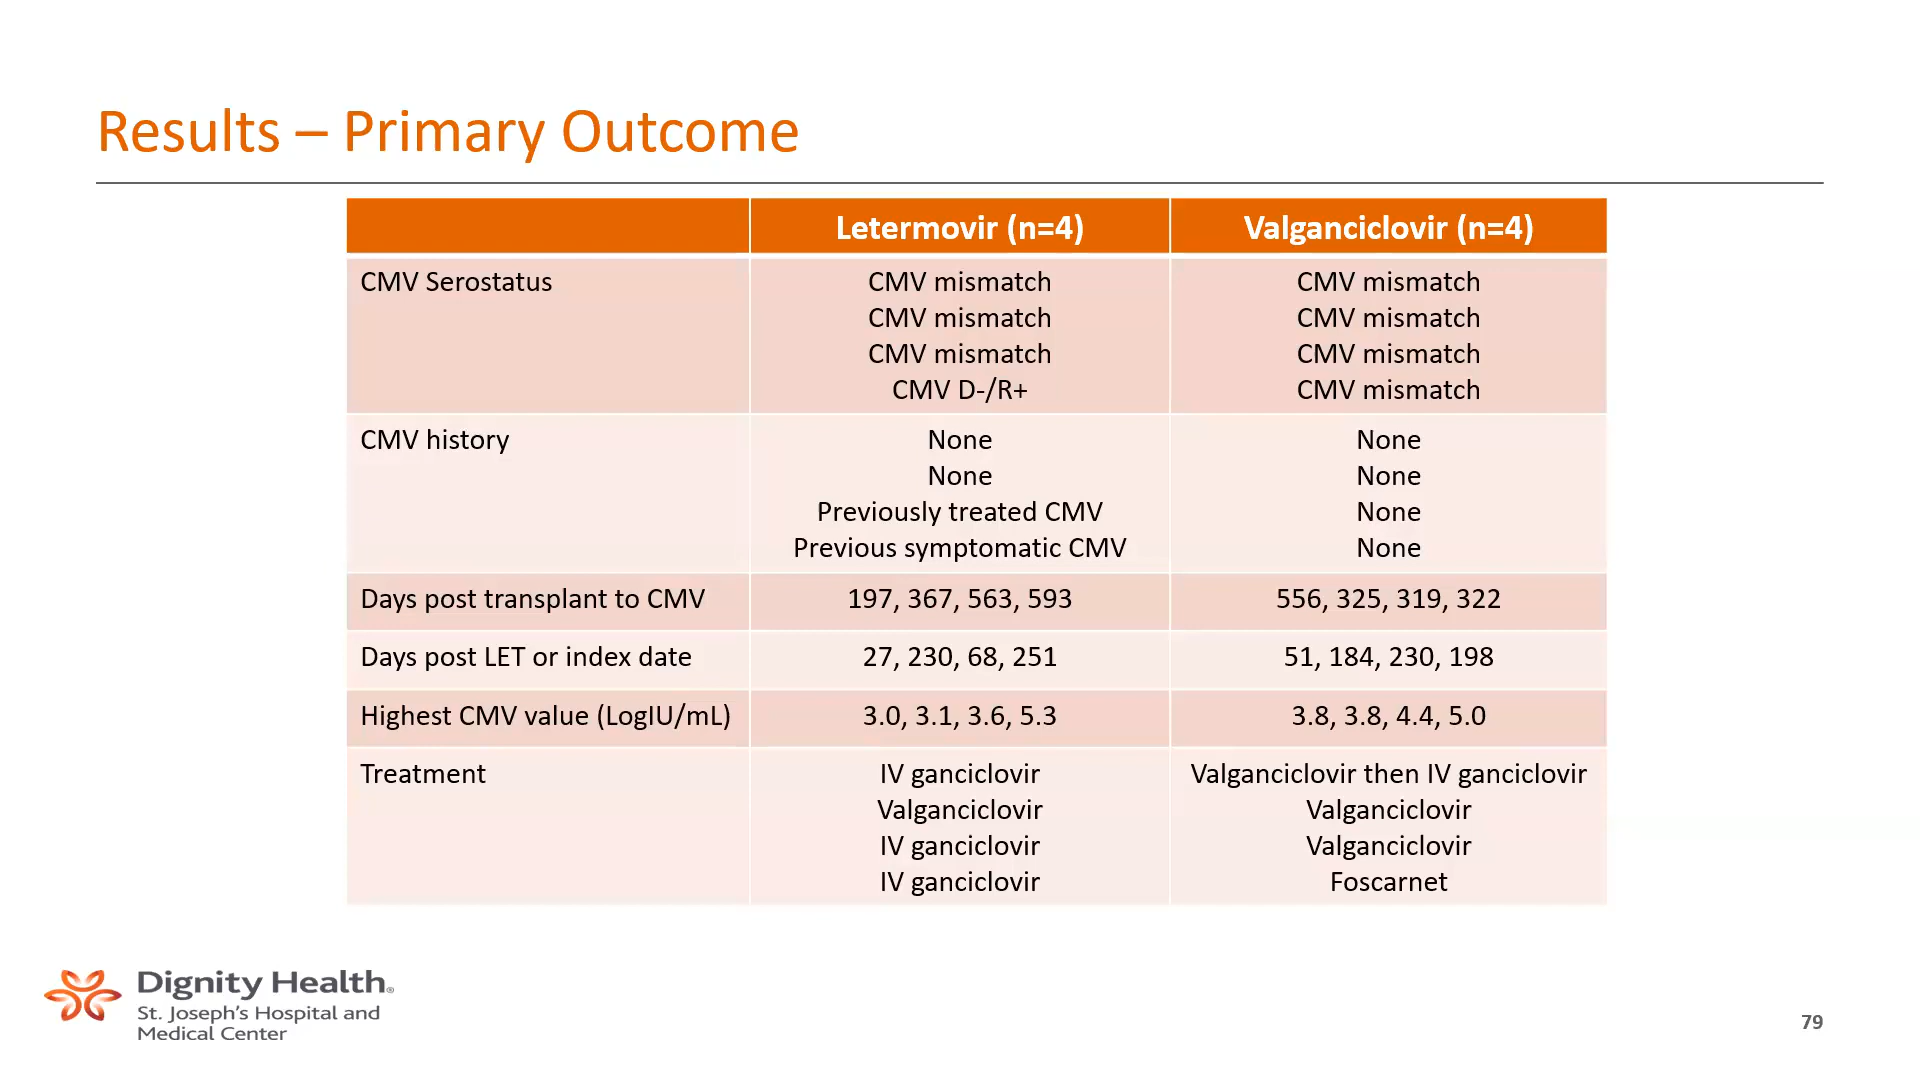 Results – Primary Outcome
Letermovir (n=4)
Valganciclovir (n=4)
CMV Serostatus
CMV mismatch
CMV mismatch
CMV mismatch
CMV D-/R+
CMV mismatch
CMV mismatch
CMV mismatch
CMV mismatch
CMV history
None
None
Previously treated CMV
Previous symptomatic CMV
None
None
None
None
Days post transplant to CMV
197, 367, 563, 593
556, 325, 319, 322
Days post LET or index date
27, 230, 68, 251
51, 184, 230, 198
Highest CMV value (LogIU/mL)
3.0, 3.1, 3.6, 5.3
3.8, 3.8, 4.4, 5.0
Treatment
IV ganciclovir
Valganciclovir
IV ganciclovir
IV ganciclovir
Valganciclovir then IV ganciclovir
Valganciclovir
Valganciclovir
Foscarnet
Dignity Health®
St. Joseph's Hospital and
Medical Center
79